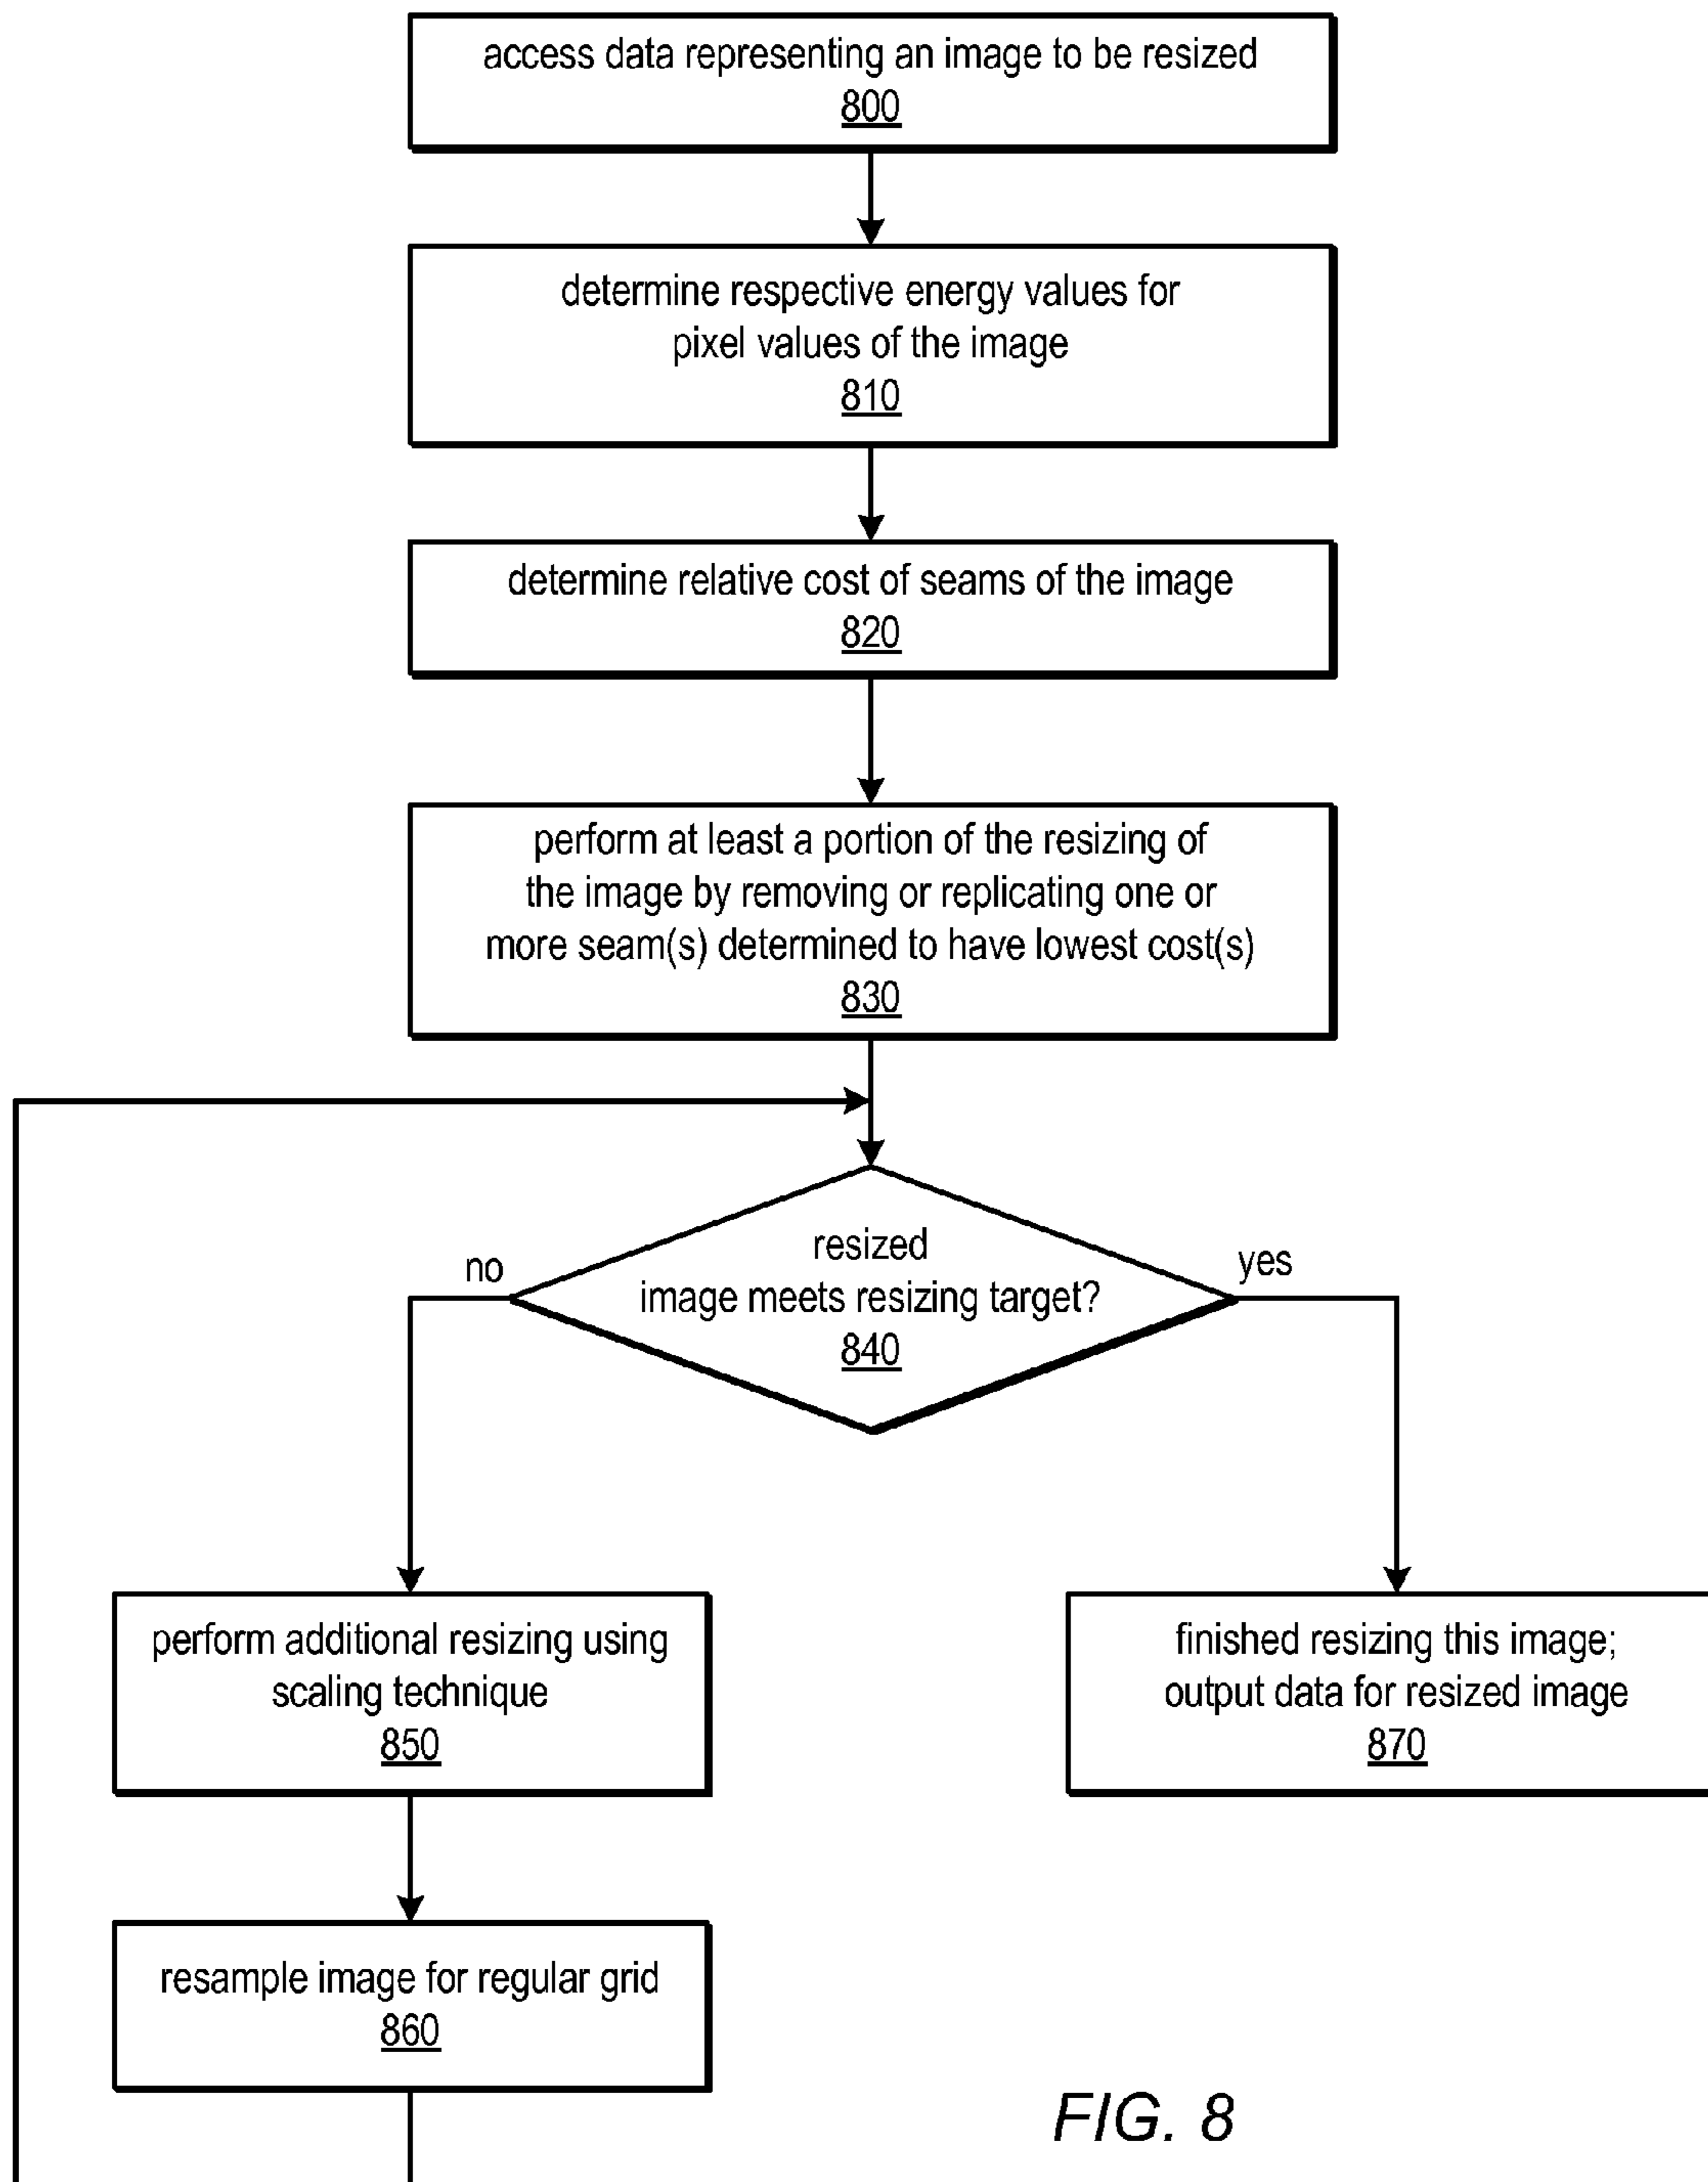 access data representing an image to be resized
800
determine respective energy values for
pixel values of the image
810
determine relative cost of seams of the image
820
perform at least a portion of the resizing of
the image by removing or replicating one or
more seam(s) determined to have lowest cost(s)
830
no
resized
image meets resizing target?
840
yes
perform additional resizing using
scaling technique
850
finished resizing this image;
output data for resized image
870
resample image for regular grid
860
FIG. 8